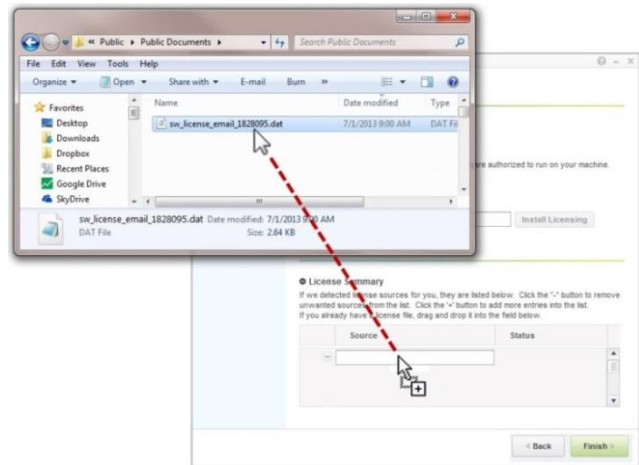 « Public ▸ Public Documents ▸
Search Public Documents
File Edit View Tools Help
Organize ▾ Open ▾ Share with ▾ E-mail Burn »
Favorites
Desktop
Downloads
Dropbox
Recent Places
Google Drive
SkyDrive
Name Date modified Type
sw_license_email_1828095.dat 7/1/2013 9:00 AM DAT Fil
sw_license_email_1828095.dat Date modified: 7/1/2013 9:00 AM
DAT File Size: 2.64 KB
are authorized to run on your machine.
Install Licensing
License Summary
If we detected license sources for you, they are listed below. Click the "-" button to remove
unwanted sources from the list. Click the "+" button to add more entries into the list.
If you already have a license file, drag and drop it into the field below.
Source Status
< Back Finish >